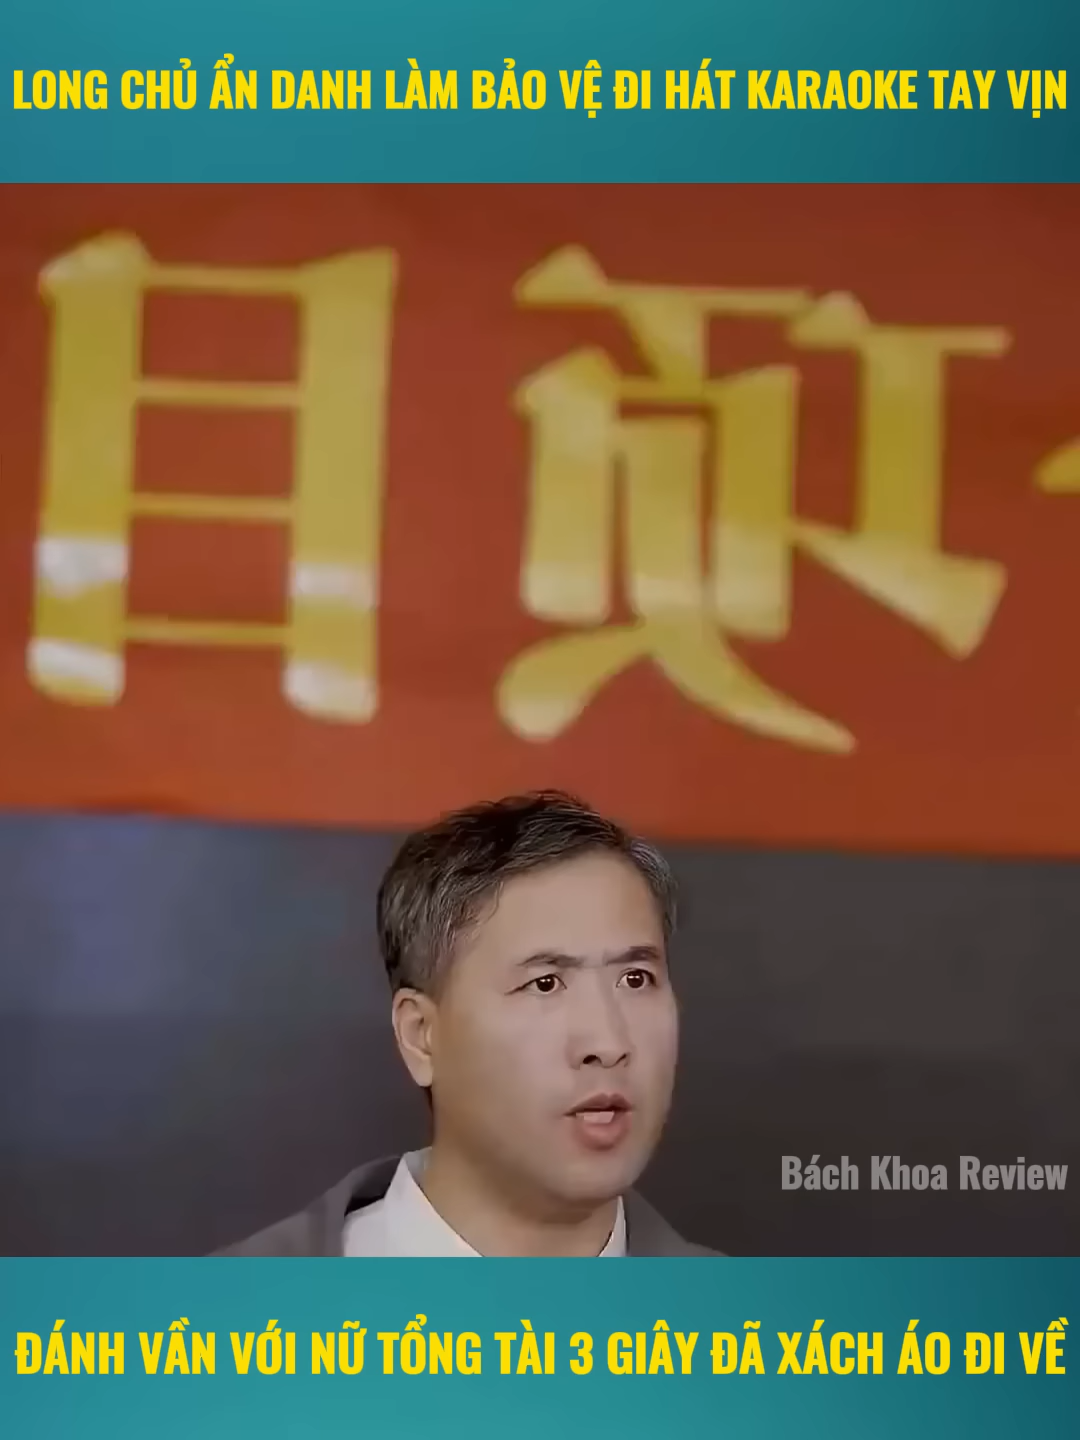 LONG CHỦ ẨN DANH LÀM BẢO VỆ ĐI HÁT KARAOKE TAY VỊN
目
Bách Khoa Review
ĐÁNH VẦN VỚI NỮ TỔNG TÀI 3 GIÂY ĐÃ XÁCH ÁO ĐI VỀ